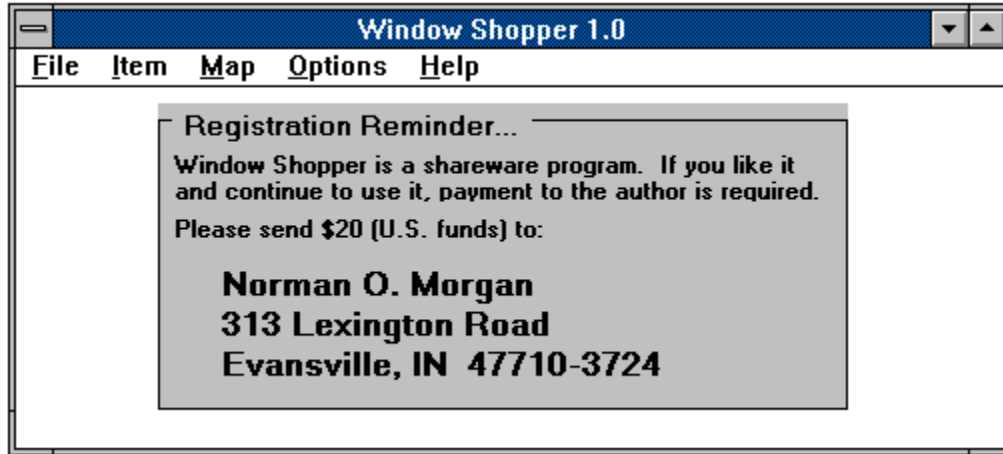 Window Shopper 1.0
File Item Map Options Help
Registration Reminder...
Window Shopper is a shareware program. If you like it
and continue to use it, payment to the author is required.
Please send $20 (U.S. funds) to:
Norman O. Morgan
313 Lexington Road
Evansville, IN 47710-3724